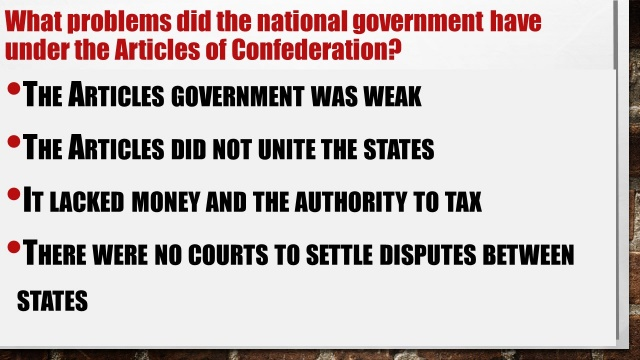 What problems did the national government have
under the Articles of Confederation?
•The Articles government was weak
•The Articles did not unite the states
•It lacked money and the authority to tax
•There were no courts to settle disputes between
states